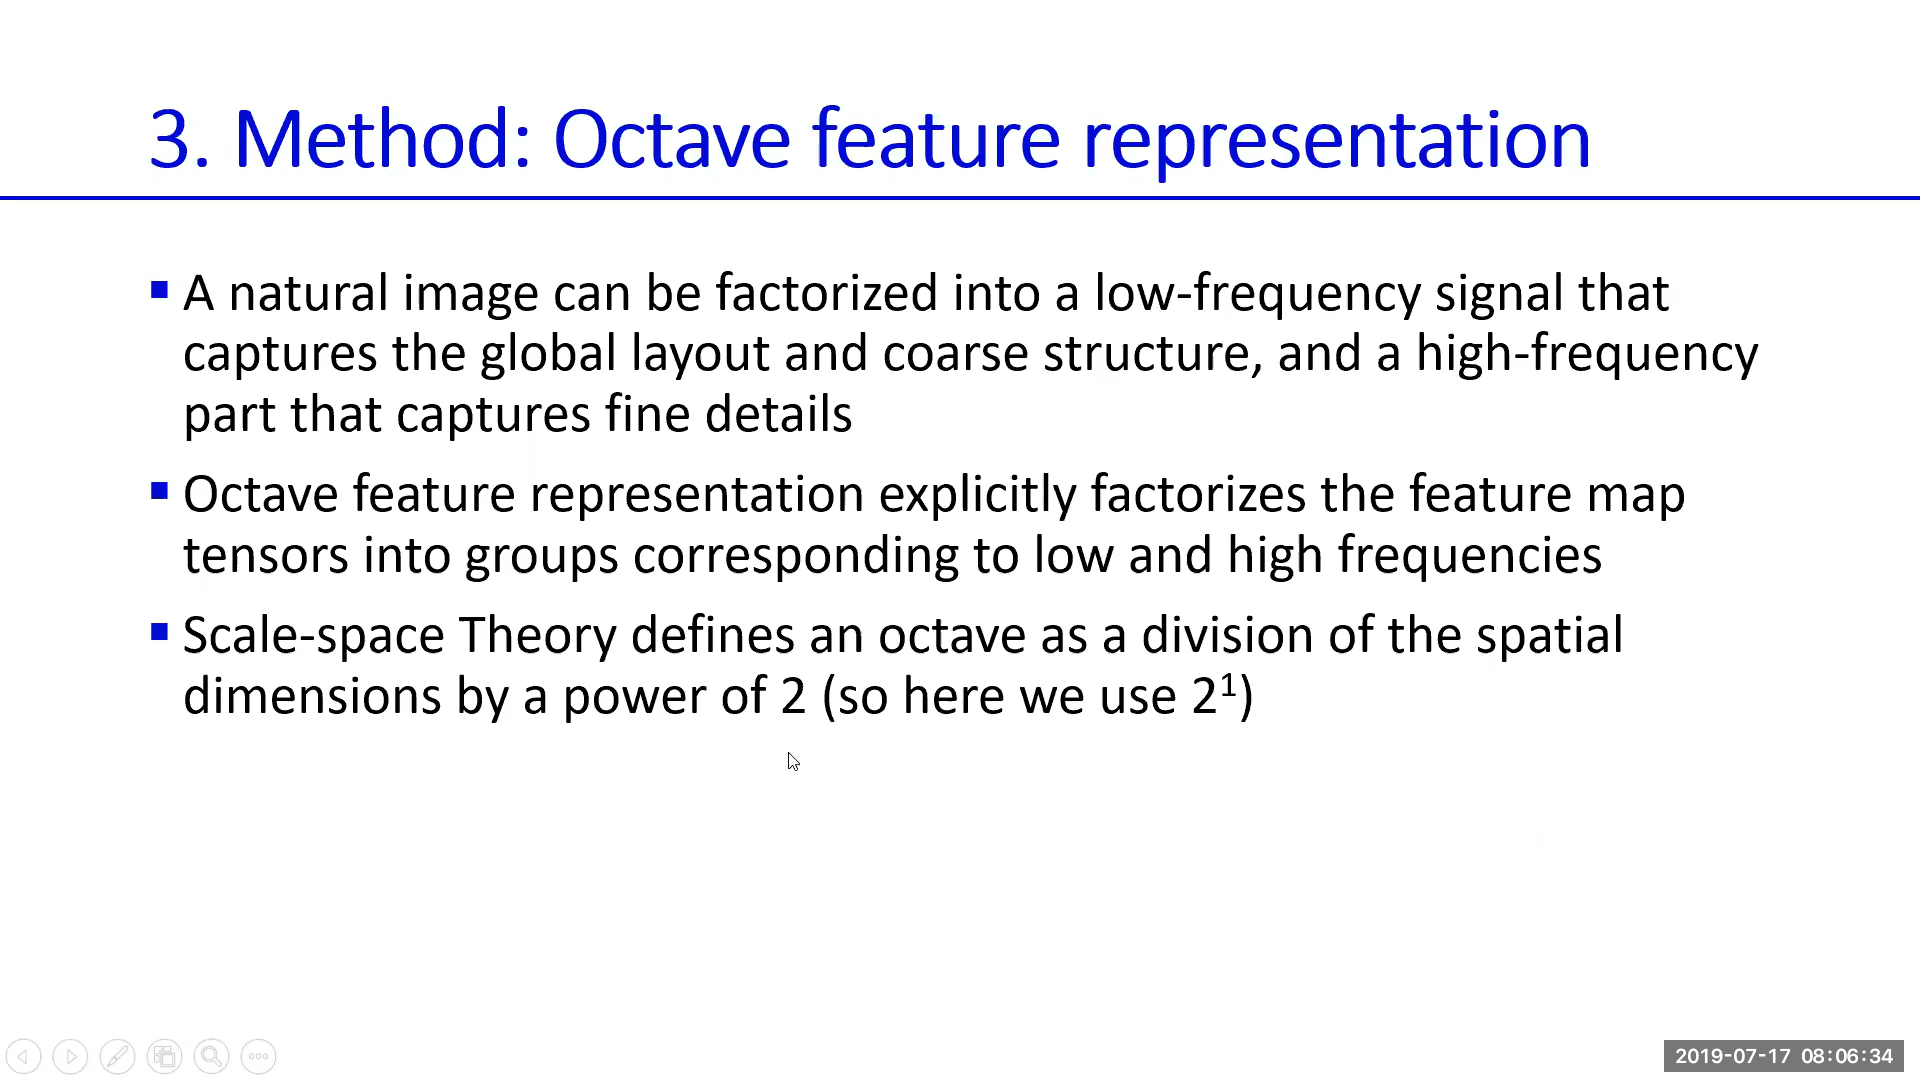 3. Method: Octave feature representation
▪ A natural image can be factorized into a low-frequency signal that
captures the global layout and coarse structure, and a high-frequency
part that captures fine details
▪ Octave feature representation explicitly factorizes the feature map
tensors into groups corresponding to low and high frequencies
▪ Scale-space Theory defines an octave as a division of the spatial
dimensions by a power of 2 (so here we use 2¹)
2019-07-17 08:06:34